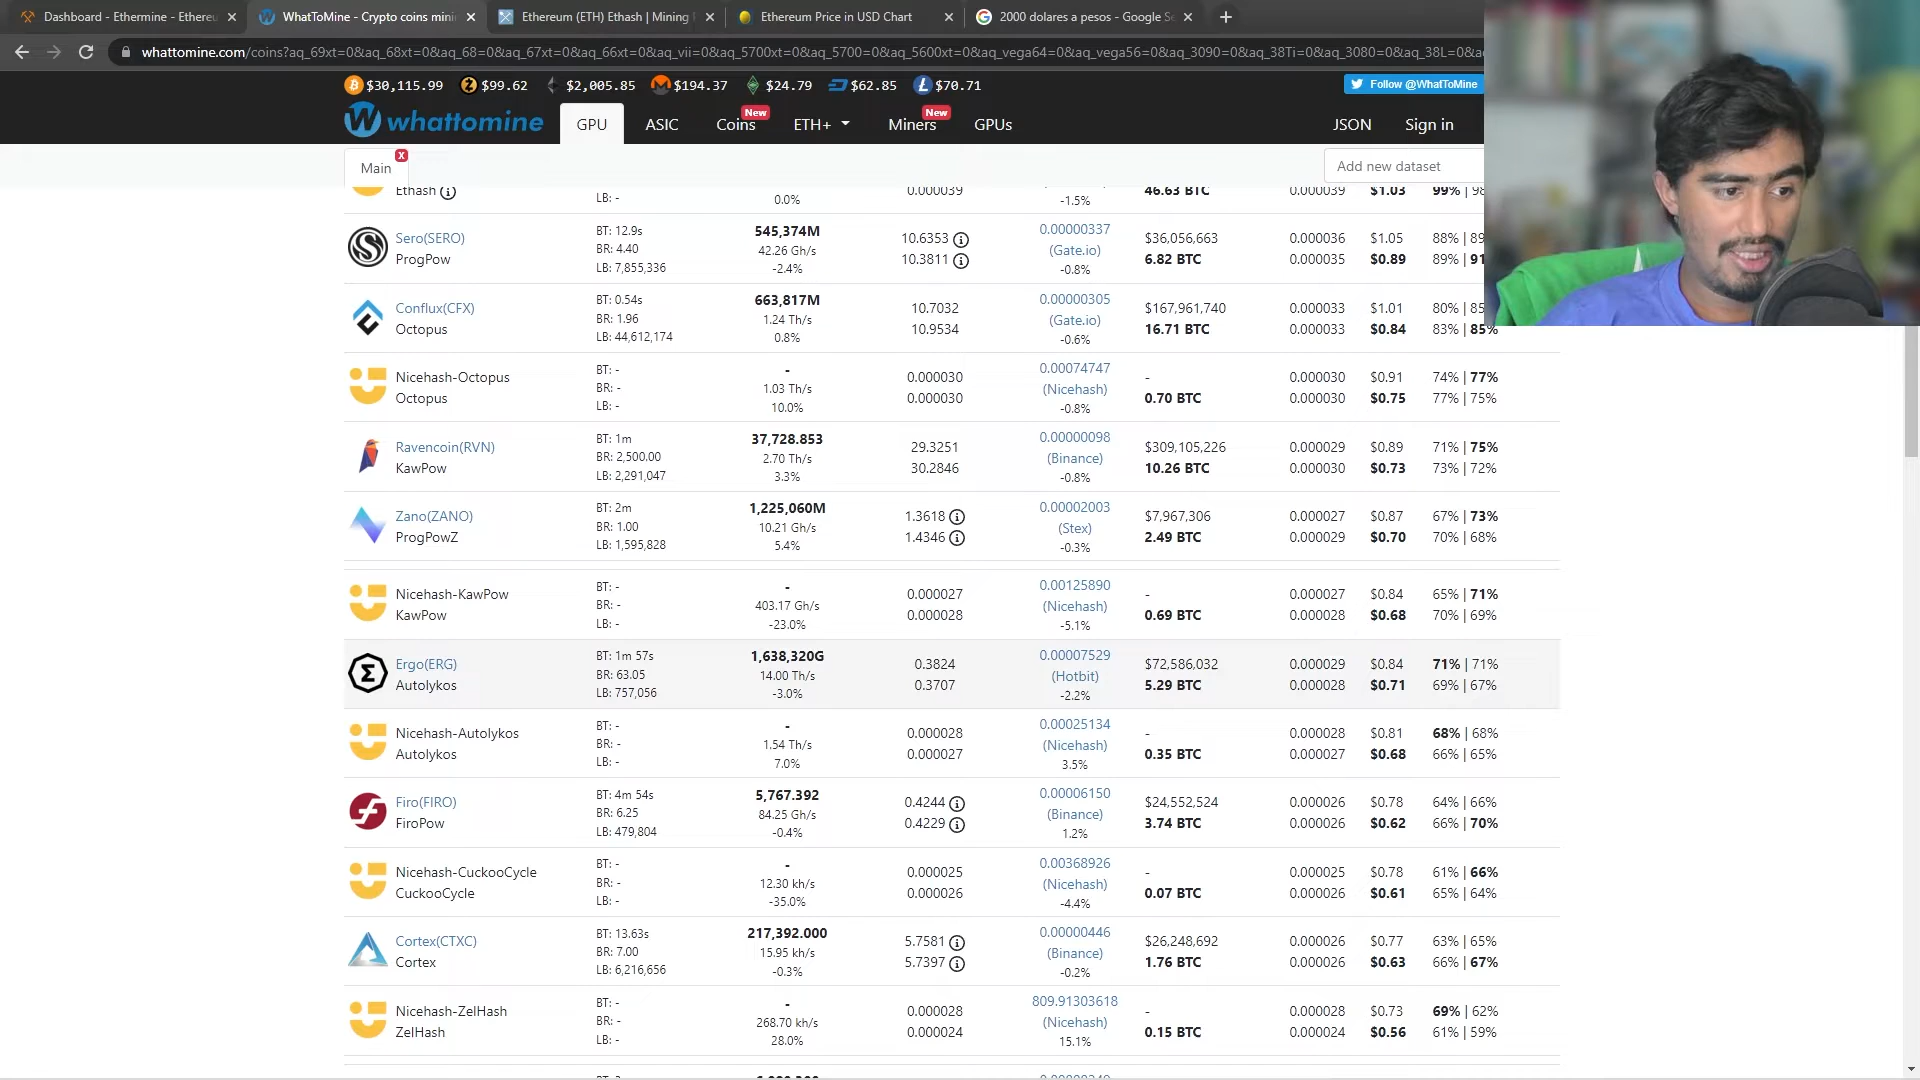 Dashboard - Ethermine - Ethereu
WhatToMine - Crypto coins mini
Ethereum (ETH) Ethash | Mining
Ethereum Price in USD Chart
2000 dolares a pesos - Google Se
whattomine.com/coins?aq_69xt=0&aq_68xt=0&aq_68=0&aq_67xt=0&aq_66xt=0&aq_vii=0&aq_5700xt=0&aq_5700=0&aq_5600xt=0&aq_vega64=0&aq_vega56=0&aq_3090=0&aq_38Ti=0&aq_3080=0&aq_38L=0&aq
$30,115.99 $99.62 $2,005.85 $194.37 $24.79 $62.85 $70.71
Follow @WhatToMine
whattomine
GPU ASIC Coins New ETH+ Miners New GPUs JSON Sign in
Main x
Add new dataset
Ethash LB: - 0.0% 0.000039 -1.5% 46.63 BTC 0.000039 $1.03 99% | 98
Sero(SERO) BT: 12.9s 545,374M 10.6353 0.00000337 $36,056,663 0.000036 $1.05 88% | 89
ProgPow BR: 4.40 42.26 Gh/s 10.3811 (Gate.io) 6.82 BTC 0.000035 $0.89 89% | 91
LB: 7,855,336 -2.4% -0.8%
Conflux(CFX) BT: 0.54s 663,817M 10.7032 0.00000305 $167,961,740 0.000033 $1.01 80% | 85
Octopus BR: 1.96 1.24 Th/s 10.9534 (Gate.io) 16.71 BTC 0.000033 $0.84 83% | 85%
LB: 44,612,174 0.8% -0.6%
Nicehash-Octopus BT: - - 0.000030 0.00074747 - 0.000030 $0.91 74% | 77%
Octopus BR: - 1.03 Th/s 0.000030 (Nicehash) 0.70 BTC 0.000030 $0.75 77% | 75%
LB: - 10.0% -0.8%
Ravencoin(RVN) BT: 1m 37,728.853 29.3251 0.00000098 $309,105,226 0.000029 $0.89 71% | 75%
KawPow BR: 2,500.00 2.70 Th/s 30.2846 (Binance) 10.26 BTC 0.000030 $0.73 73% | 72%
LB: 2,291,047 3.3% -0.8%
Zano(ZANO) BT: 2m 1,225,060M 1.3618 0.00002003 $7,967,306 0.000027 $0.87 67% | 73%
ProgPowZ BR: 1.00 10.21 Gh/s 1.4346 (Stex) 2.49 BTC 0.000029 $0.70 70% | 68%
LB: 1,595,828 5.4% -0.3%
Nicehash-KawPow BT: - - 0.000027 0.00125890 - 0.000027 $0.84 65% | 71%
KawPow BR: - 403.17 Gh/s 0.000028 (Nicehash) 0.69 BTC 0.000028 $0.68 70% | 69%
LB: - -23.0% -5.1%
Ergo(ERG) BT: 1m 57s 1,638,320G 0.3824 0.00007529 $72,586,032 0.000029 $0.84 71% | 71%
Autolykos BR: 63.05 14.00 Th/s 0.3707 (Hotbit) 5.29 BTC 0.000028 $0.71 69% | 67%
LB: 757,056 -3.0% -2.2%
Nicehash-Autolykos BT: - - 0.000028 0.00025134 - 0.000028 $0.81 68% | 68%
Autolykos BR: - 1.54 Th/s 0.000027 (Nicehash) 0.35 BTC 0.000027 $0.68 66% | 65%
LB: - 7.0% 3.5%
Firo(FIRO) BT: 4m 54s 5,767.392 0.4244 0.00006150 $24,552,524 0.000026 $0.78 64% | 66%
FiroPow BR: 6.25 84.25 Gh/s 0.4229 (Binance) 3.74 BTC 0.000026 $0.62 66% | 70%
LB: 479,804 -0.4% 1.2%
Nicehash-CuckooCycle BT: - - 0.000025 0.00368926 - 0.000025 $0.78 61% | 66%
CuckooCycle BR: - 12.30 kh/s 0.000026 (Nicehash) 0.07 BTC 0.000026 $0.61 65% | 64%
LB: - -35.0% -4.4%
Cortex(CTXC) BT: 13.63s 217,392.000 5.7581 0.00000446 $26,248,692 0.000026 $0.77 63% | 65%
Cortex BR: 7.00 15.95 kh/s 5.7397 (Binance) 1.76 BTC 0.000026 $0.63 66% | 67%
LB: 6,216,656 -0.3% -0.2%
Nicehash-ZelHash BT: - - 0.000028 809.91303618 - 0.000028 $0.73 69% | 62%
ZelHash BR: - 268.70 kh/s 0.000024 (Nicehash) 0.15 BTC 0.000024 $0.56 61% | 59%
LB: - 28.0% 15.1%